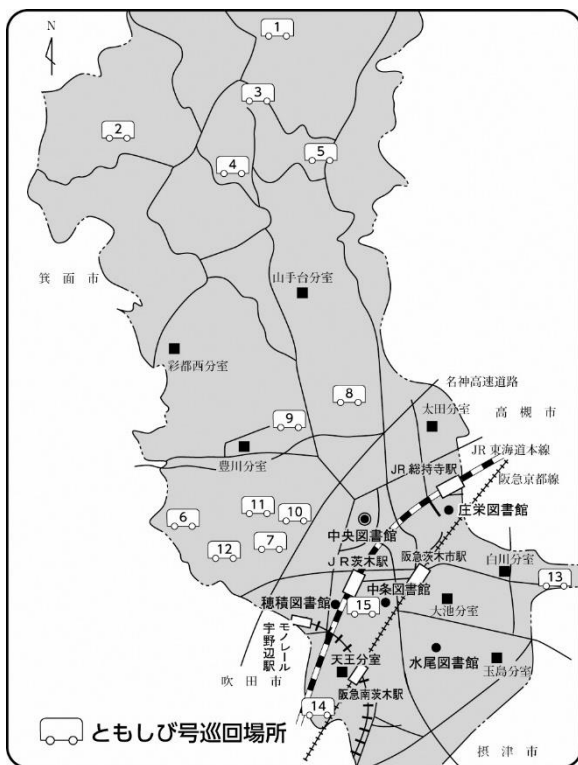 1
N
3
2
5
4
箕面市
山手台分室
彩都西分室
8
名神高速道路
9
太田分室
高槻市
豊川分室
JR東海道本線
JR総持寺駅
阪急京都線
11
10
6
庄栄図書館
中央図書館
7
12
JR茨木駅
阪急茨木市駅
白川分室
13
穂積図書館
15
中条図書館
大池分室
モノレール
宇野辺駅
天王分室
水尾図書館
玉島分室
吹田市
阪急南茨木駅
14
ともしび号巡回場所
摂津市